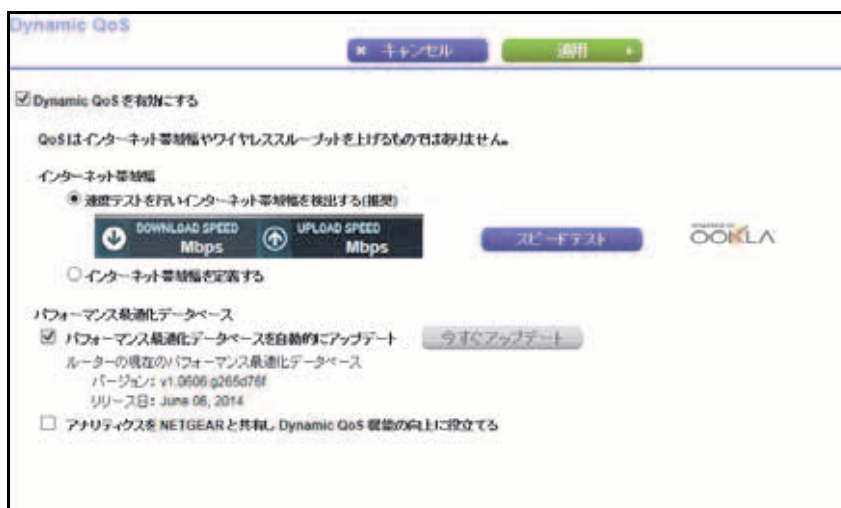 Dynamic QoS
キャンセル 適用
Dynamic QoS を有効にする
QoSはインターネット帯域幅やワイヤレススループットを上げるものではありません。
インターネット帯域幅
速度テストを行いインターネット帯域幅を検出する(推奨)
DOWNLOAD SPEED Mbps UPLOAD SPEED Mbps スピードテスト POWERED BY OOKLA
インターネット帯域幅を定義する
パフォーマンス最適化データベース
パフォーマンス最適化データベースを自動的にアップデート 今すぐアップデート
ルーターの現在のパフォーマンス最適化データベース
バージョン: v1.0606.g265d76f
リリース日: June 06, 2014
アナリティクスを NETGEAR と共有し Dynamic QoS 機能の向上に役立てる